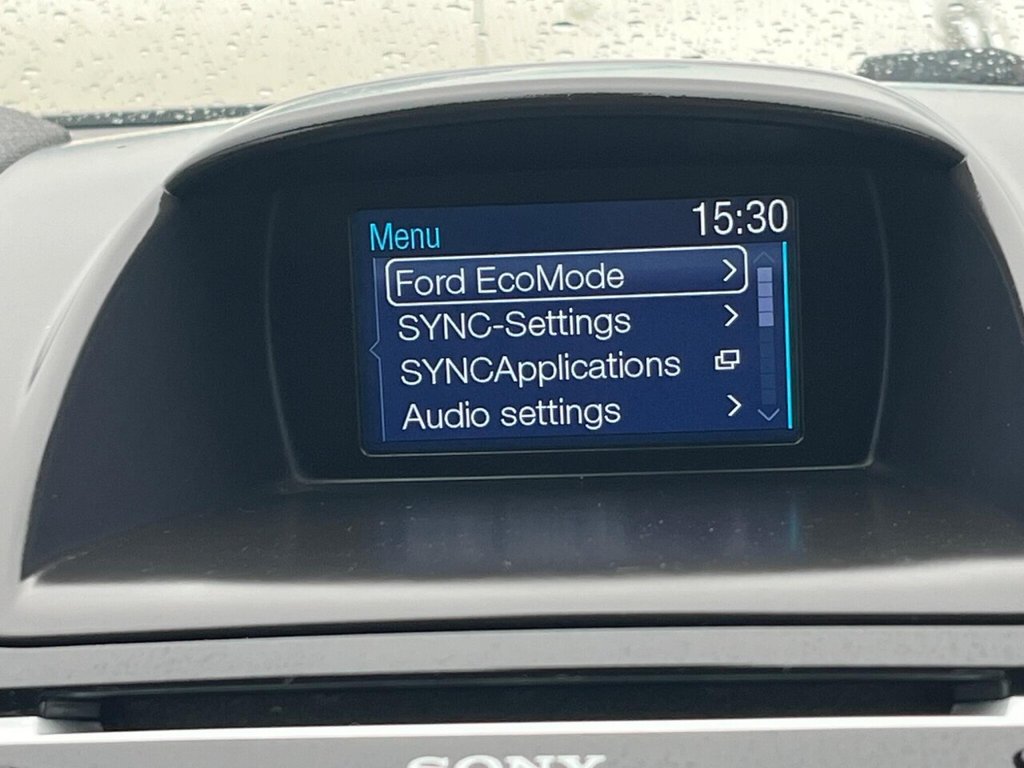 Menu 15:30
Ford EcoMode
SYNC-Settings
SYNCApplications
Audio settings
SONY